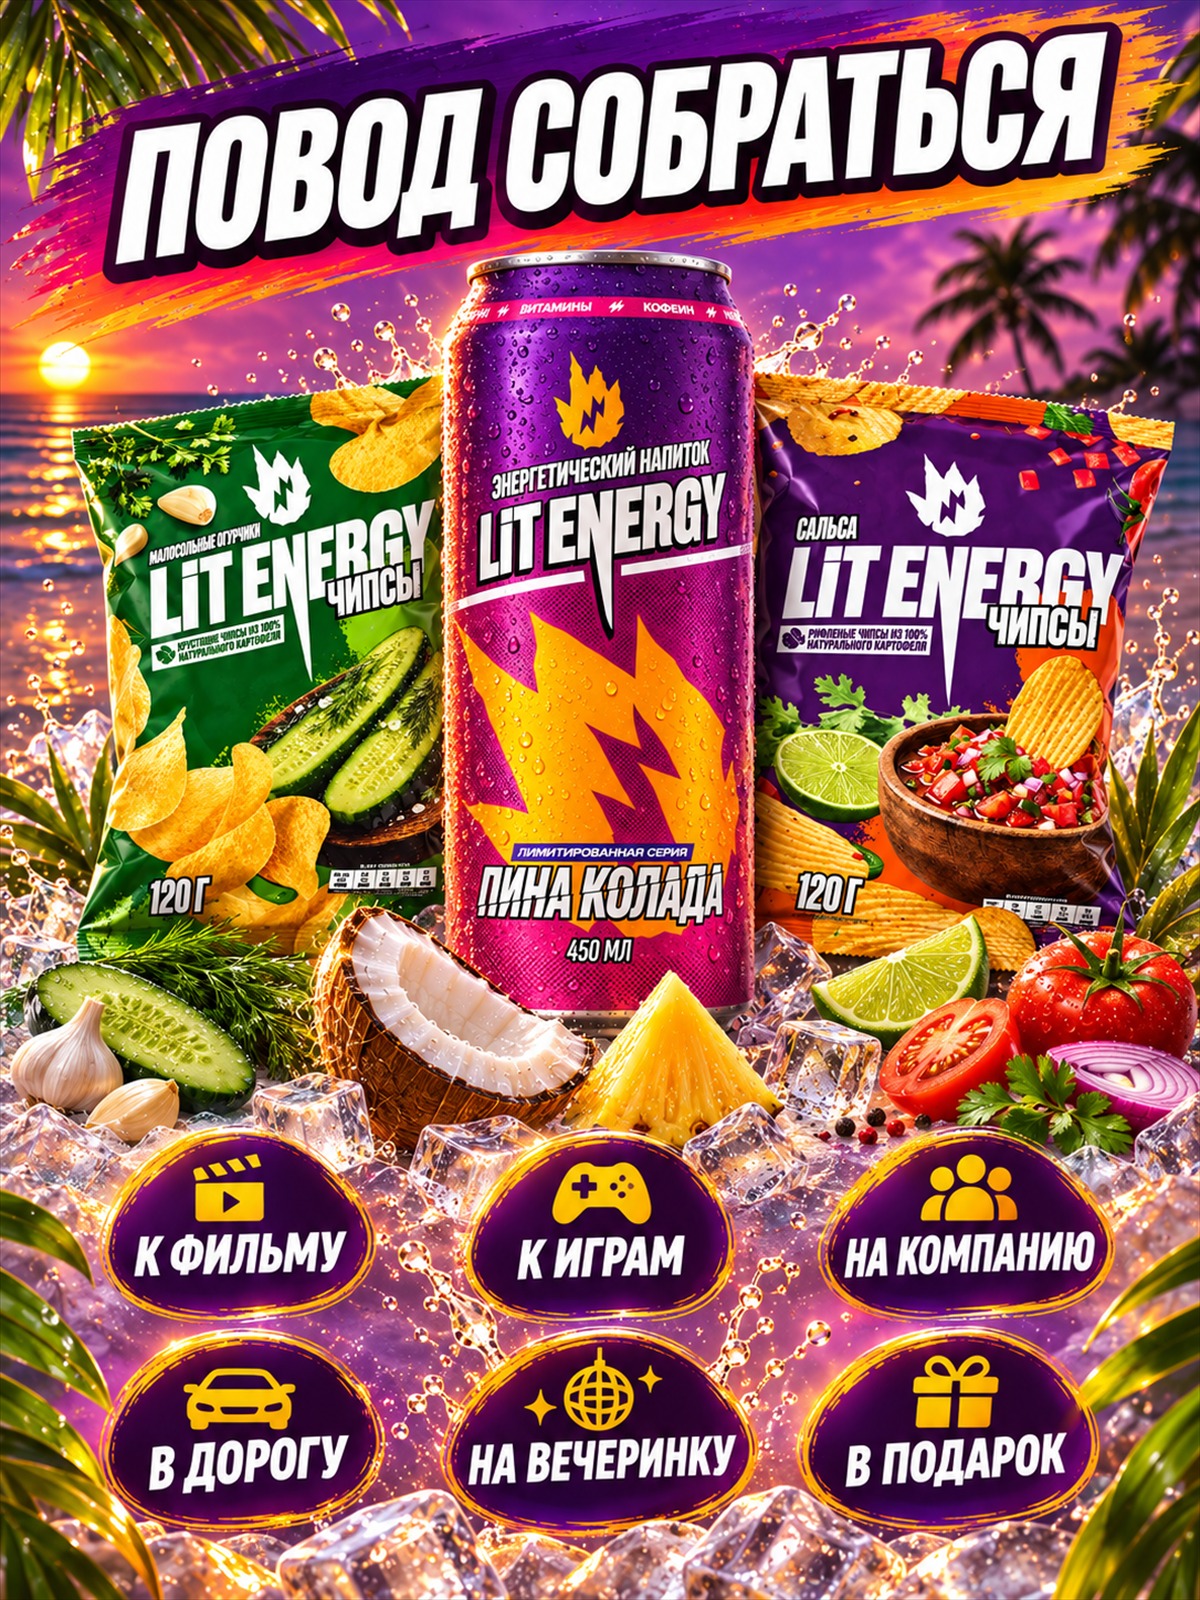 ПОВОД СОБРАТЬСЯ
ВИТАМИНЫ КОФЕИН
ЭНЕРГЕТИЧЕСКИЙ НАПИТОК
LIT ENERGY
ЛИМИТИРОВАННАЯ СЕРИЯ
ПИНА КОЛАДА
450 МЛ
МАЛОСОЛЬНЫЕ ОГУРЧИКИ
LIT ENERGY
ЧИПСЫ
ХРУСТЯЩИЕ ЧИПСЫ ИЗ 100%
НАТУРАЛЬНОГО КАРТОФЕЛЯ
120 Г
САЛЬСА
LIT ENERGY
ЧИПСЫ
РИФЛЕНЫЕ ЧИПСЫ ИЗ 100%
НАТУРАЛЬНОГО КАРТОФЕЛЯ
120 Г
К ФИЛЬМУ
К ИГРАМ
НА КОМПАНИЮ
В ДОРОГУ
НА ВЕЧЕРИНКУ
В ПОДАРОК